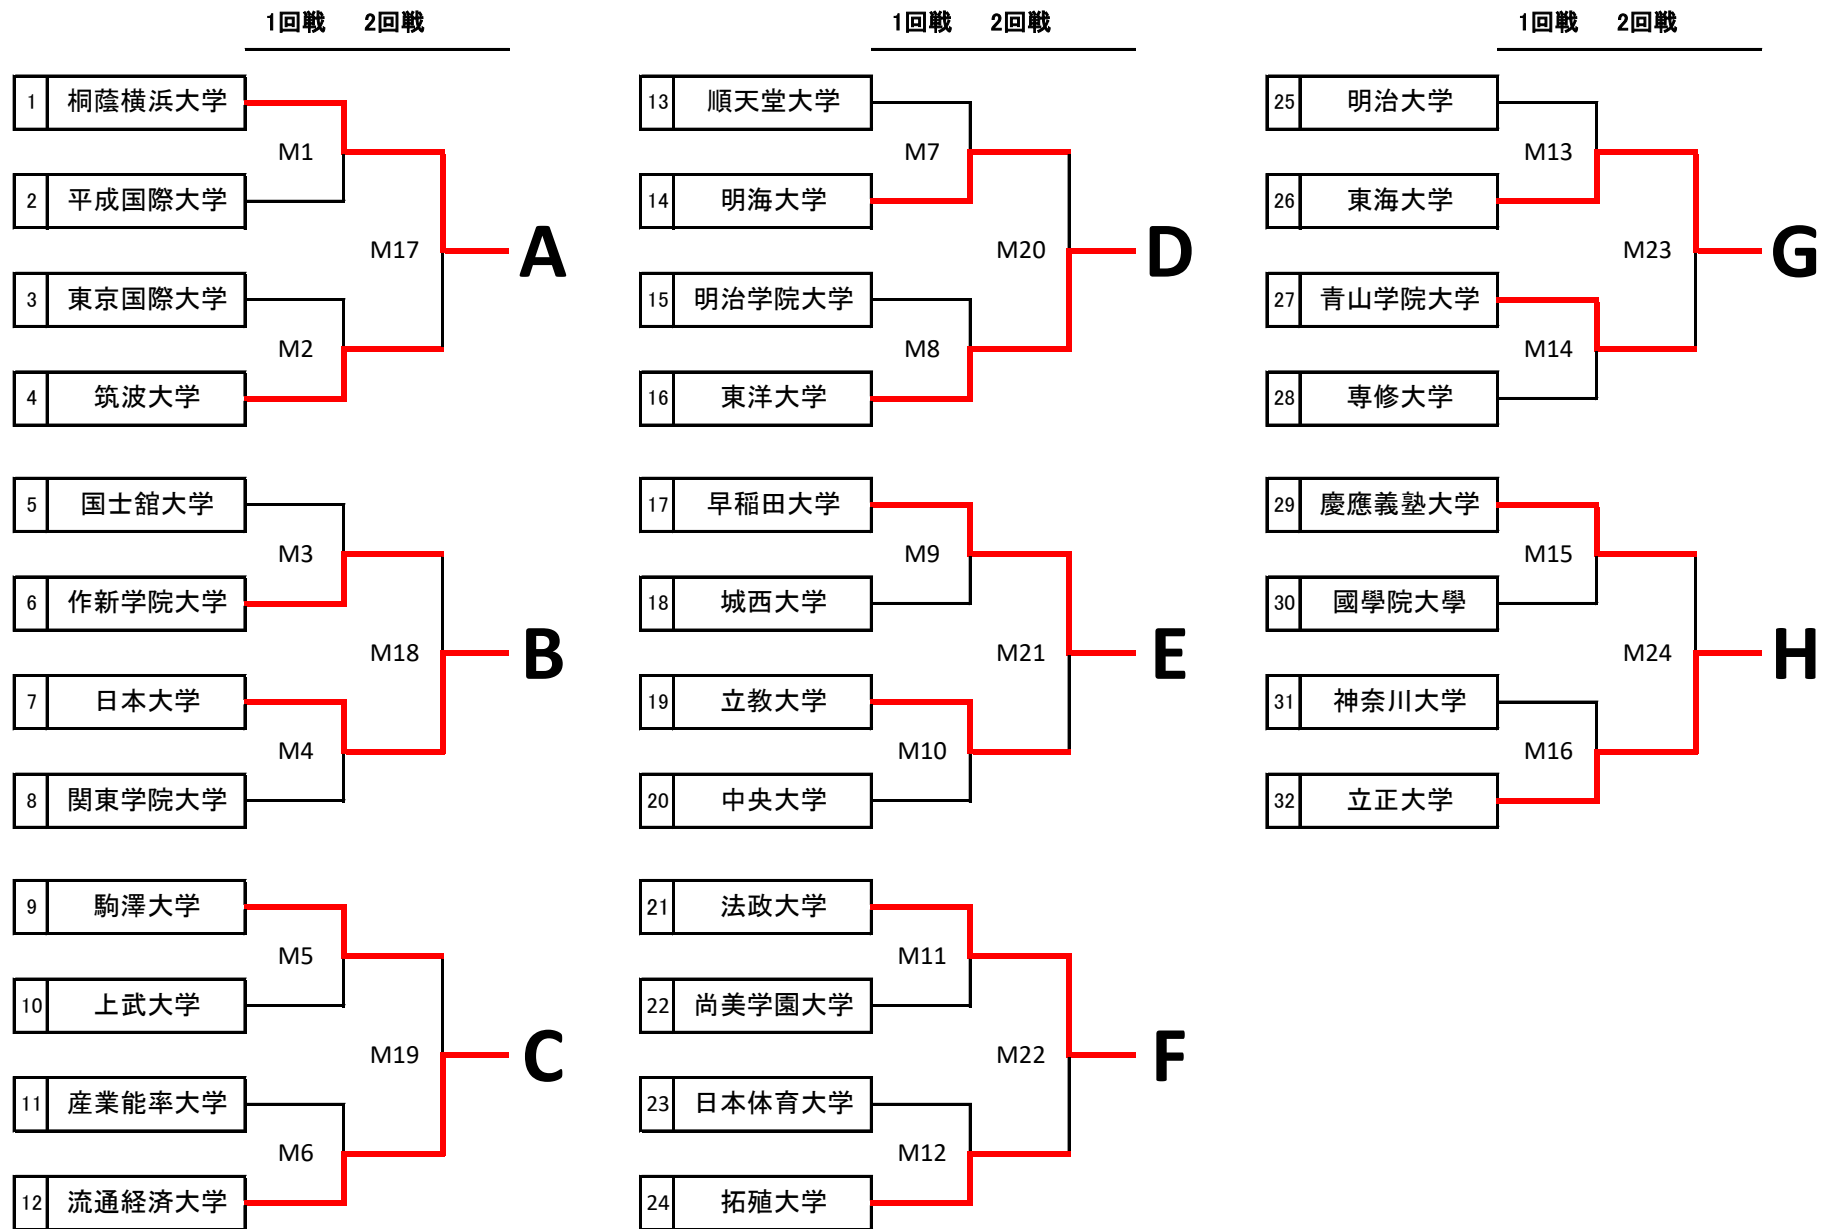 1回戦 2回戦
1 桐蔭横浜大学
M1
2 平成国際大学
M17
A
3 東京国際大学
M2
4 筑波大学
5 国士舘大学
M3
6 作新学院大学
M18
B
7 日本大学
M4
8 関東学院大学
9 駒澤大学
M5
10 上武大学
M19
C
11 産業能率大学
M6
12 流通経済大学
1回戦 2回戦
13 順天堂大学
M7
14 明海大学
M20
D
15 明治学院大学
M8
16 東洋大学
17 早稲田大学
M9
18 城西大学
M21
E
19 立教大学
M10
20 中央大学
21 法政大学
M11
22 尚美学園大学
M22
F
23 日本体育大学
M12
24 拓殖大学
1回戦 2回戦
25 明治大学
M13
26 東海大学
M23
G
27 青山学院大学
M14
28 専修大学
29 慶應義塾大学
M15
30 國學院大學
M24
H
31 神奈川大学
M16
32 立正大学